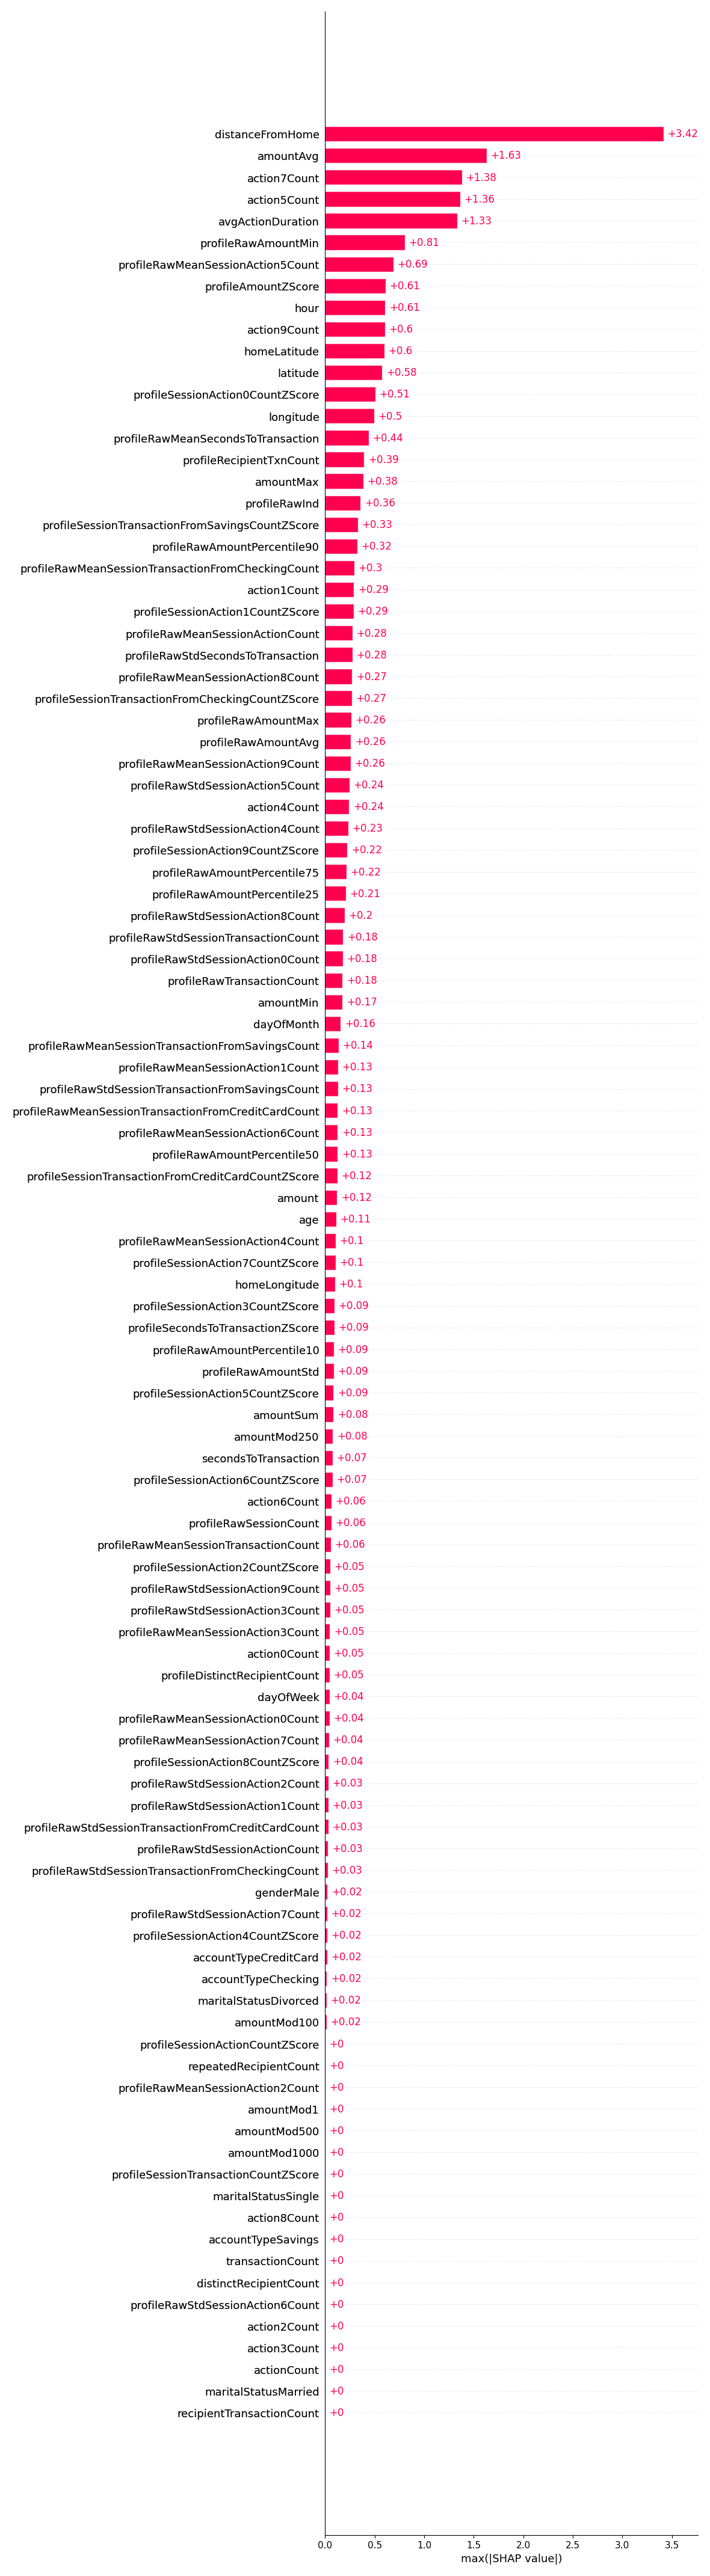 distanceFromHome +3.42
amountAvg +1.63
action7Count +1.38
action5Count +1.36
avgActionDuration +1.33
profileRawAmountMin +0.81
profileRawMeanSessionAction5Count +0.69
profileAmountZScore +0.61
hour +0.61
action9Count +0.6
homeLatitude +0.6
latitude +0.58
profileSessionAction0CountZScore +0.51
longitude +0.5
profileRawMeanSecondsToTransaction +0.44
profileRecipientTxnCount +0.39
amountMax +0.38
profileRawInd +0.36
profileSessionTransactionFromSavingsCountZScore +0.33
profileRawAmountPercentile90 +0.32
profileRawMeanSessionTransactionFromCheckingCount +0.3
action1Count +0.29
profileSessionAction1CountZScore +0.29
profileRawMeanSessionActionCount +0.28
profileRawStdSecondsToTransaction +0.28
profileRawMeanSessionAction8Count +0.27
profileSessionTransactionFromCheckingCountZScore +0.27
profileRawAmountMax +0.26
profileRawAmountAvg +0.26
profileRawMeanSessionAction9Count +0.26
profileRawStdSessionAction5Count +0.24
action4Count +0.24
profileRawStdSessionAction4Count +0.23
profileSessionAction9CountZScore +0.22
profileRawAmountPercentile75 +0.22
profileRawAmountPercentile25 +0.21
profileRawStdSessionAction8Count +0.2
profileRawStdSessionTransactionCount +0.18
profileRawStdSessionAction0Count +0.18
profileRawTransactionCount +0.18
amountMin +0.17
dayOfMonth +0.16
profileRawMeanSessionTransactionFromSavingsCount +0.14
profileRawMeanSessionAction1Count +0.13
profileRawStdSessionTransactionFromSavingsCount +0.13
profileRawMeanSessionTransactionFromCreditCardCount +0.13
profileRawMeanSessionAction6Count +0.13
profileRawAmountPercentile50 +0.13
profileSessionTransactionFromCreditCardCountZScore +0.12
amount +0.12
age +0.11
profileRawMeanSessionAction4Count +0.1
profileSessionAction7CountZScore +0.1
homeLongitude +0.1
profileSessionAction3CountZScore +0.09
profileSecondsToTransactionZScore +0.09
profileRawAmountPercentile10 +0.09
profileRawAmountStd +0.09
profileSessionAction5CountZScore +0.09
amountSum +0.08
amountMod250 +0.08
secondsToTransaction +0.07
profileSessionAction6CountZScore +0.07
action6Count +0.06
profileRawSessionCount +0.06
profileRawMeanSessionTransactionCount +0.06
profileSessionAction2CountZScore +0.05
profileRawStdSessionAction9Count +0.05
profileRawStdSessionAction3Count +0.05
profileRawMeanSessionAction3Count +0.05
action0Count +0.05
profileDistinctRecipientCount +0.05
dayOfWeek +0.04
profileRawMeanSessionAction0Count +0.04
profileRawMeanSessionAction7Count +0.04
profileSessionAction8CountZScore +0.04
profileRawStdSessionAction2Count +0.03
profileRawStdSessionAction1Count +0.03
profileRawStdSessionTransactionFromCreditCardCount +0.03
profileRawStdSessionActionCount +0.03
profileRawStdSessionTransactionFromCheckingCount +0.03
genderMale +0.02
profileRawStdSessionAction7Count +0.02
profileSessionAction4CountZScore +0.02
accountTypeCreditCard +0.02
accountTypeChecking +0.02
maritalStatusDivorced +0.02
amountMod100 +0.02
profileSessionActionCountZScore +0
repeatedRecipientCount +0
profileRawMeanSessionAction2Count +0
amountMod1 +0
amountMod500 +0
amountMod1000 +0
profileSessionTransactionCountZScore +0
maritalStatusSingle +0
action8Count +0
accountTypeSavings +0
transactionCount +0
distinctRecipientCount +0
profileRawStdSessionAction6Count +0
action2Count +0
action3Count +0
actionCount +0
maritalStatusMarried +0
recipientTransactionCount +0
0.0 0.5 1.0 1.5 2.0 2.5 3.0 3.5
max(|SHAP value|)